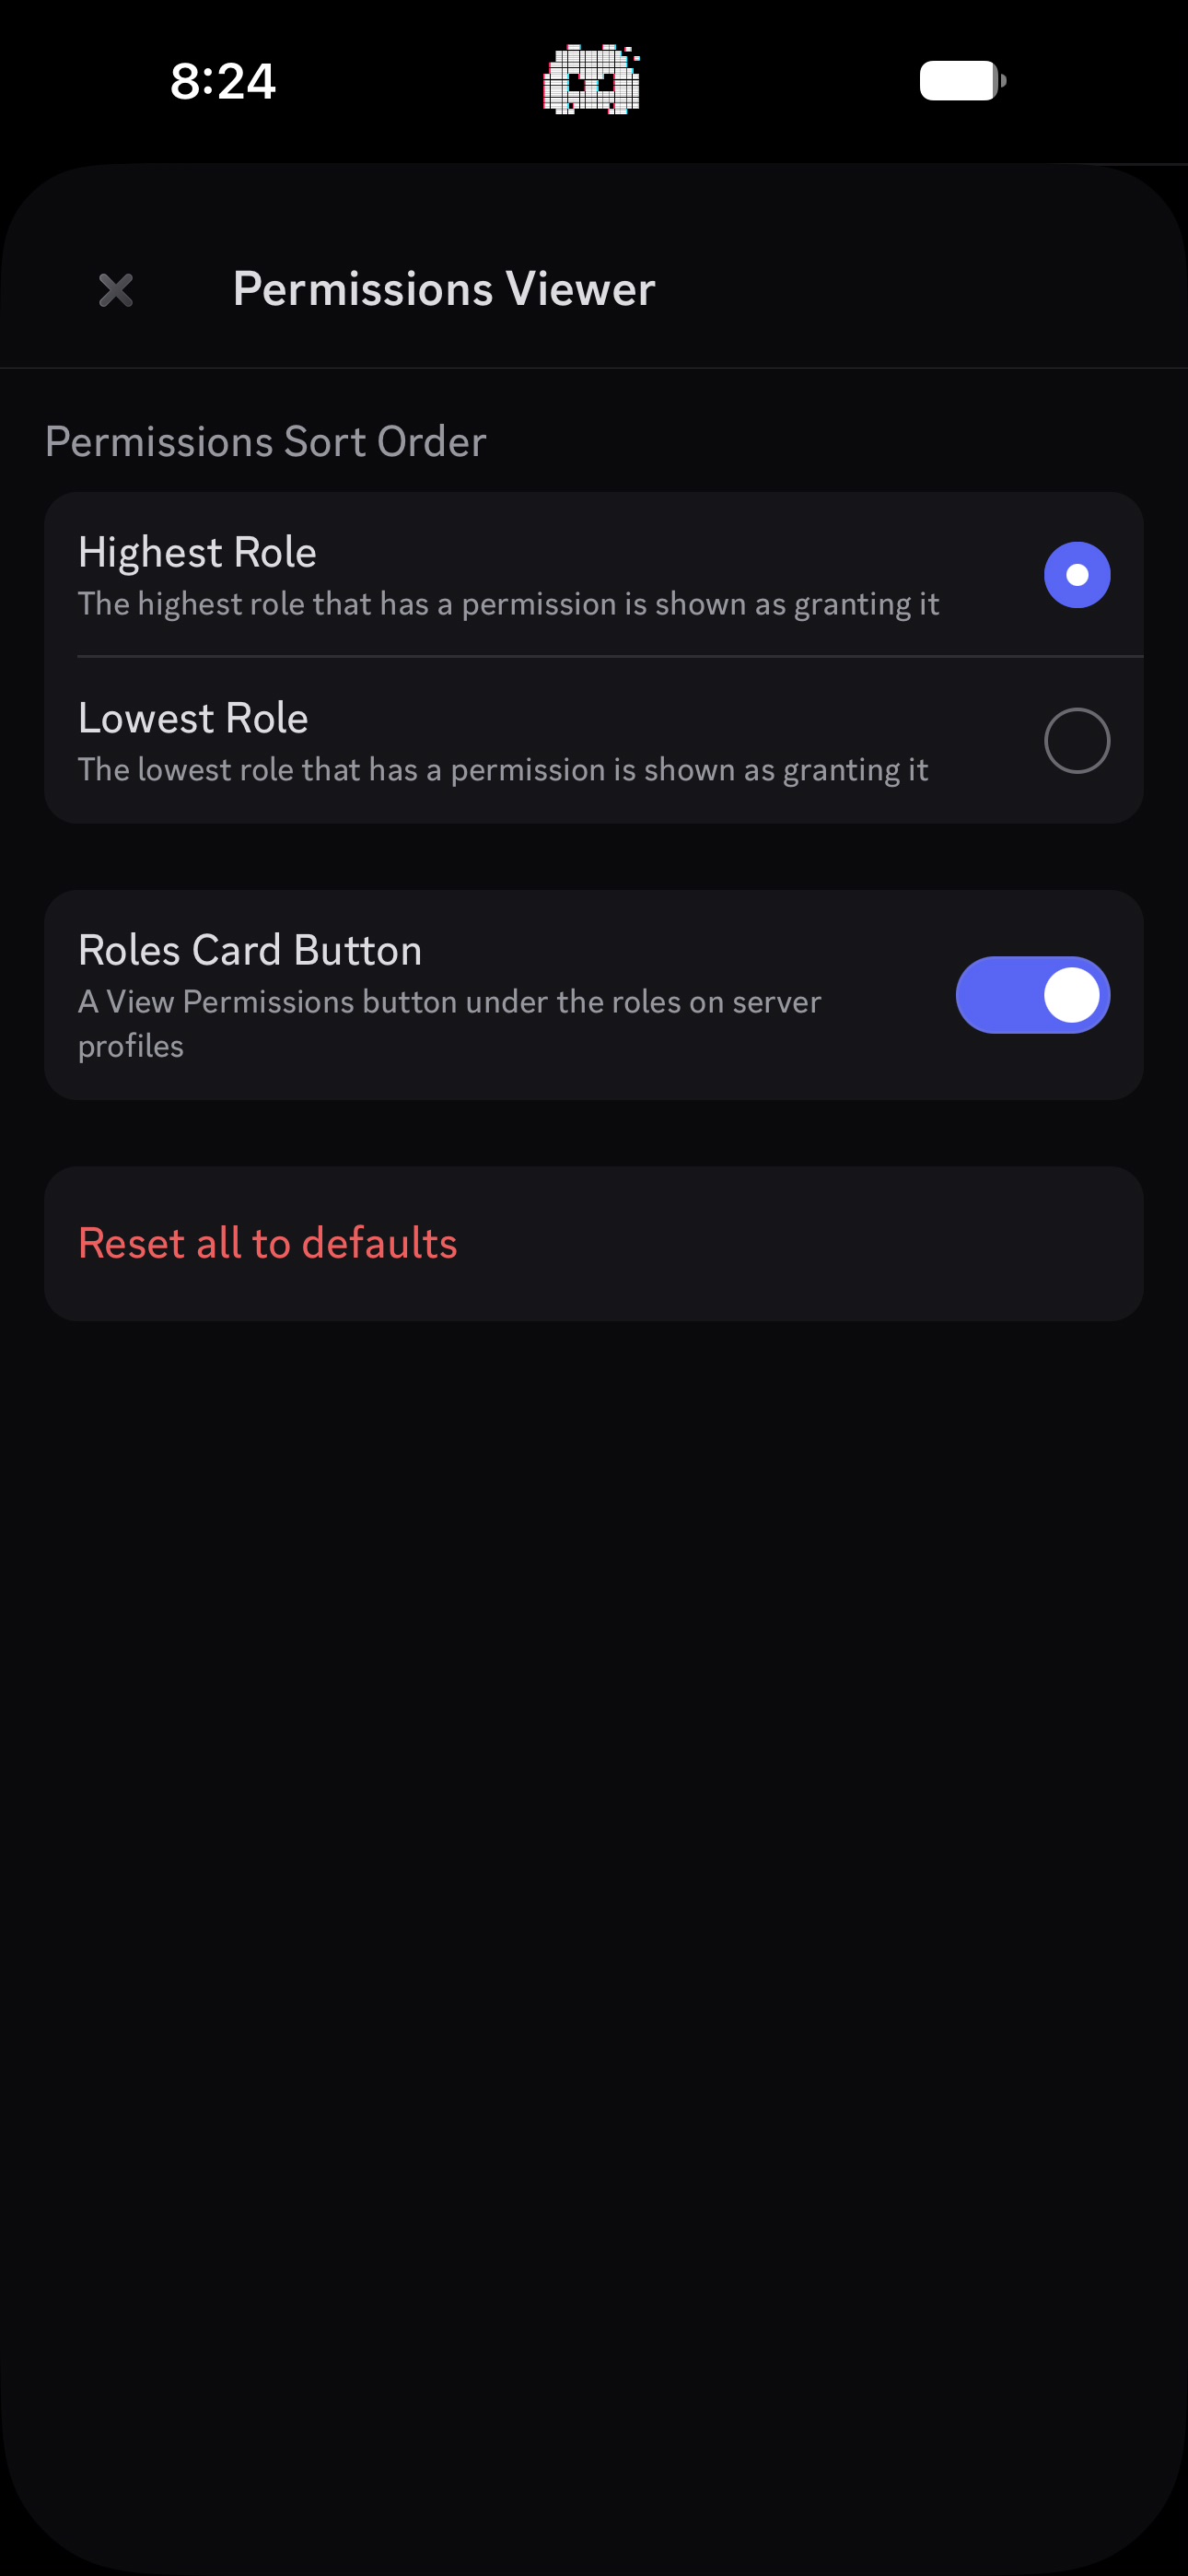 8:24
Permissions Viewer
Permissions Sort Order
Highest Role
The highest role that has a permission is shown as granting it
Lowest Role
The lowest role that has a permission is shown as granting it
Roles Card Button
A View Permissions button under the roles on server
profiles
Reset all to defaults